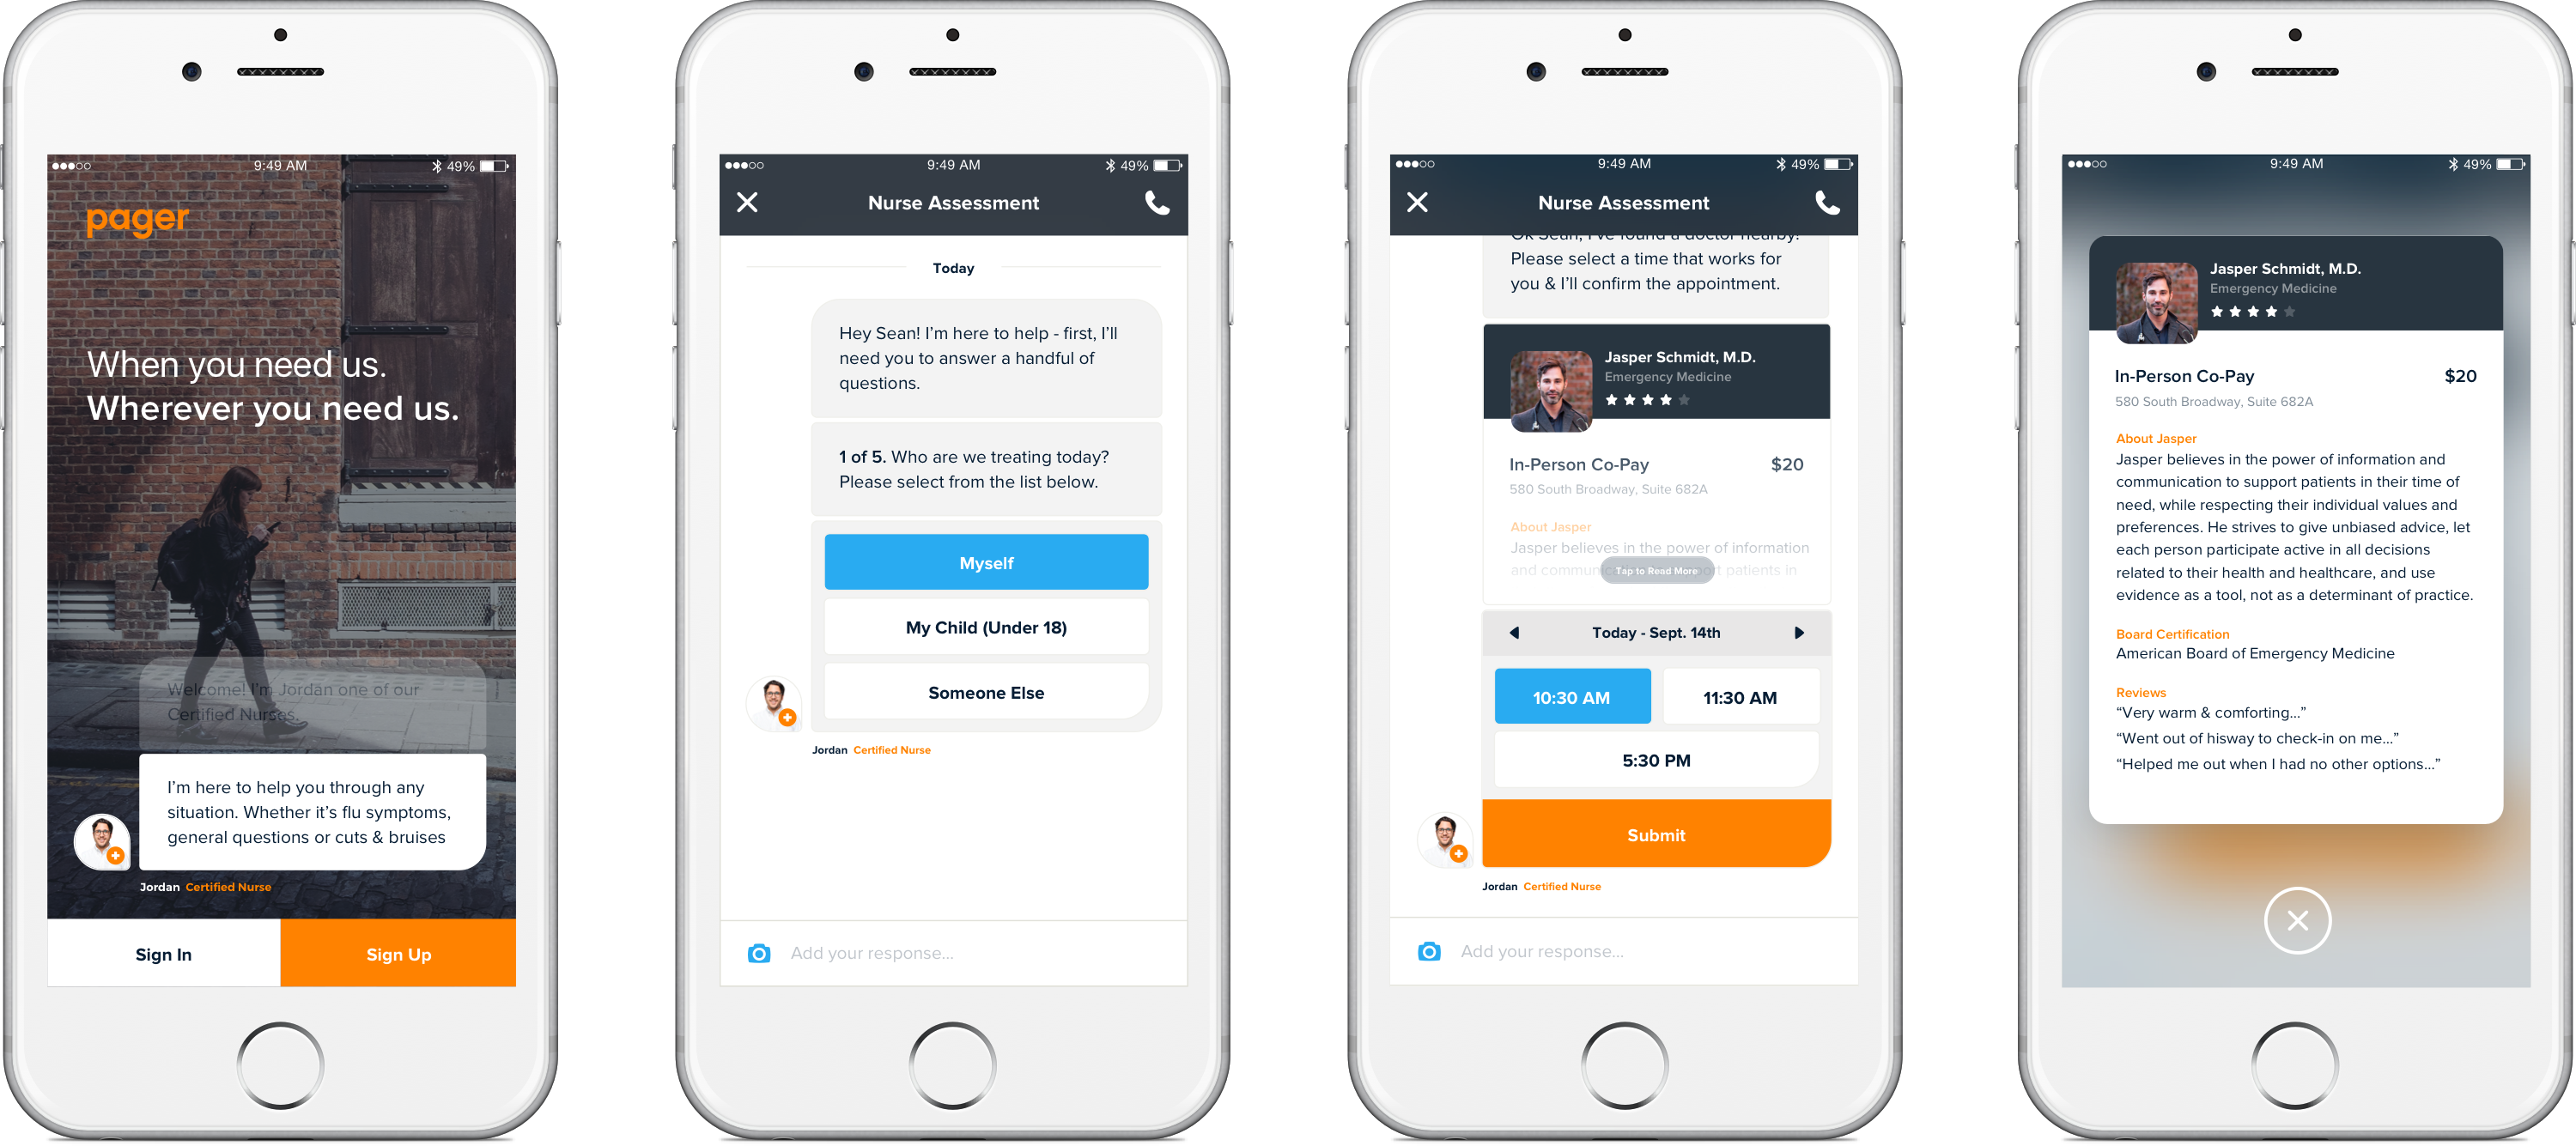 9:49 AM
49%
pager
When you need us.
Wherever you need us.
Welcome! I'm Jordan one of our
Certified Nurses.
I'm here to help you through any
situation. Whether it's flu symptoms,
general questions or cuts & bruises
Jordan Certified Nurse
Sign In
Sign Up
9:49 AM
49%
Nurse Assessment
Today
Hey Sean! I'm here to help - first, I'll
need you to answer a handful of
questions.
1 of 5. Who are we treating today?
Please select from the list below.
Myself
My Child (Under 18)
Someone Else
Jordan Certified Nurse
Add your response...
9:49 AM
49%
Nurse Assessment
Ok Sean, I've found a doctor nearby!
Please select a time that works for
you & I'll confirm the appointment.
Jasper Schmidt, M.D.
Emergency Medicine
In-Person Co-Pay
$20
580 South Broadway, Suite 682A
About Jasper
Jasper believes in the power of information
and patients in
Tap to Read More
Today - Sept. 14th
10:30 AM
11:30 AM
5:30 PM
Submit
Jordan Certified Nurse
Add your response...
9:49 AM
49%
Jasper Schmidt, M.D.
Emergency Medicine
In-Person Co-Pay
$20
580 South Broadway, Suite 682A
About Jasper
Jasper believes in the power of information and
communication to support patients in their time of
need, while respecting their individual values and
preferences. He strives to give unbiased advice, let
each person participate active in all decisions
related to their health and healthcare, and use
evidence as a tool, not as a determinant of practice.
Board Certification
American Board of Emergency Medicine
Reviews
“Very warm & comforting...”
“Went out of hisway to check-in on me...”
“Helped me out when I had no other options...”